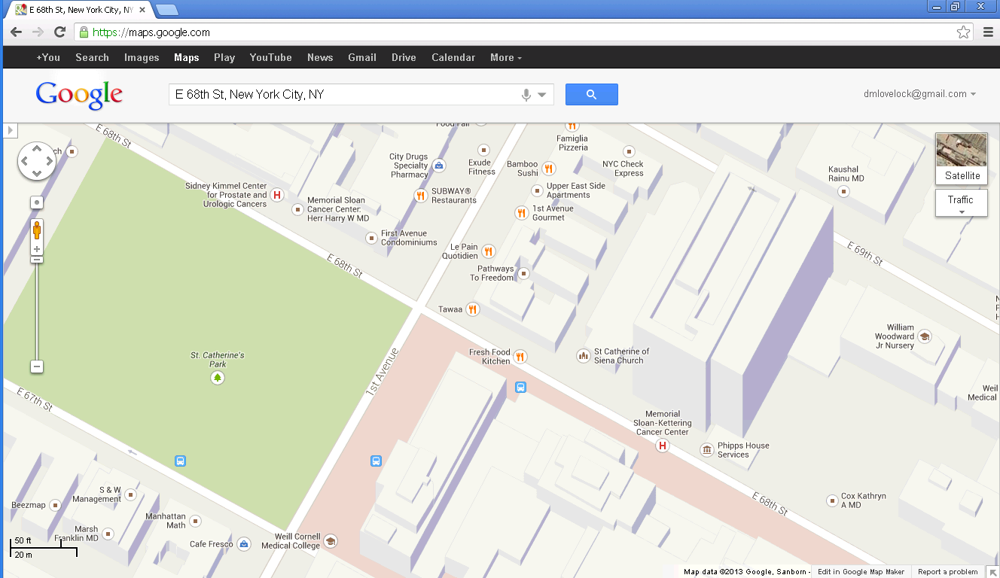 E 68th St, New York City, NY
https://maps.google.com
+You Search Images Maps Play YouTube News Gmail Drive Calendar More
Google
E 68th St, New York City, NY
dmlovelock@gmail.com
E 68th St
Food Fair
Famiglia
Pizzeria
Satellite
Traffic
City Drugs
Specialty
Pharmacy
Exude
Fitness
Bamboo
Sushi
NYC Check
Express
Kaushal
Rainu MD
Sidney Kimmel Center
for Prostate and
Urologic Cancers
SUBWAY®
Restaurants
Upper East Side
Apartments
Memorial Sloan
Cancer Center:
Herr Harry W MD
1st Avenue
Gourmet
First Avenue
Condominiums
Le Pain
Quotidien
E 69th St
E 68th St
Pathways
To Freedom
Tawaa
William
Woodward
Jr Nursery
St. Catherine's
Park
Fresh Food
Kitchen
St Catherine of
Siena Church
1st Avenue
E 67th St
Weil
Medical
Memorial
Sloan-Kettering
Cancer Center
Phipps House
Services
S & W
Management
Beezmap
E 68th St
Cox Kathryn
A MD
Manhattan
Math
Marsh
Franklin MD
Cafe Fresco
Weill Cornell
Medical College
50 ft
20 m
Map data ©2013 Google, Sanborn -
Edit in Google Map Maker
Report a problem